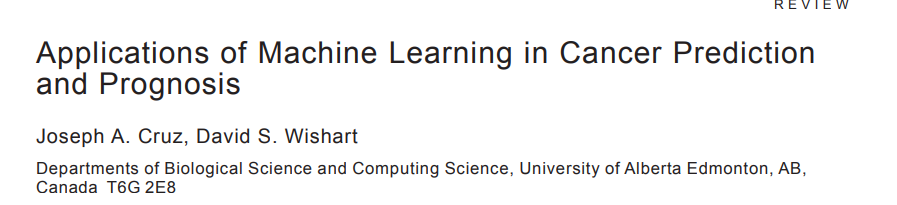 REVIEW
Applications of Machine Learning in Cancer Prediction
and Prognosis
Joseph A. Cruz, David S. Wishart
Departments of Biological Science and Computing Science, University of Alberta Edmonton, AB,
Canada T6G 2E8